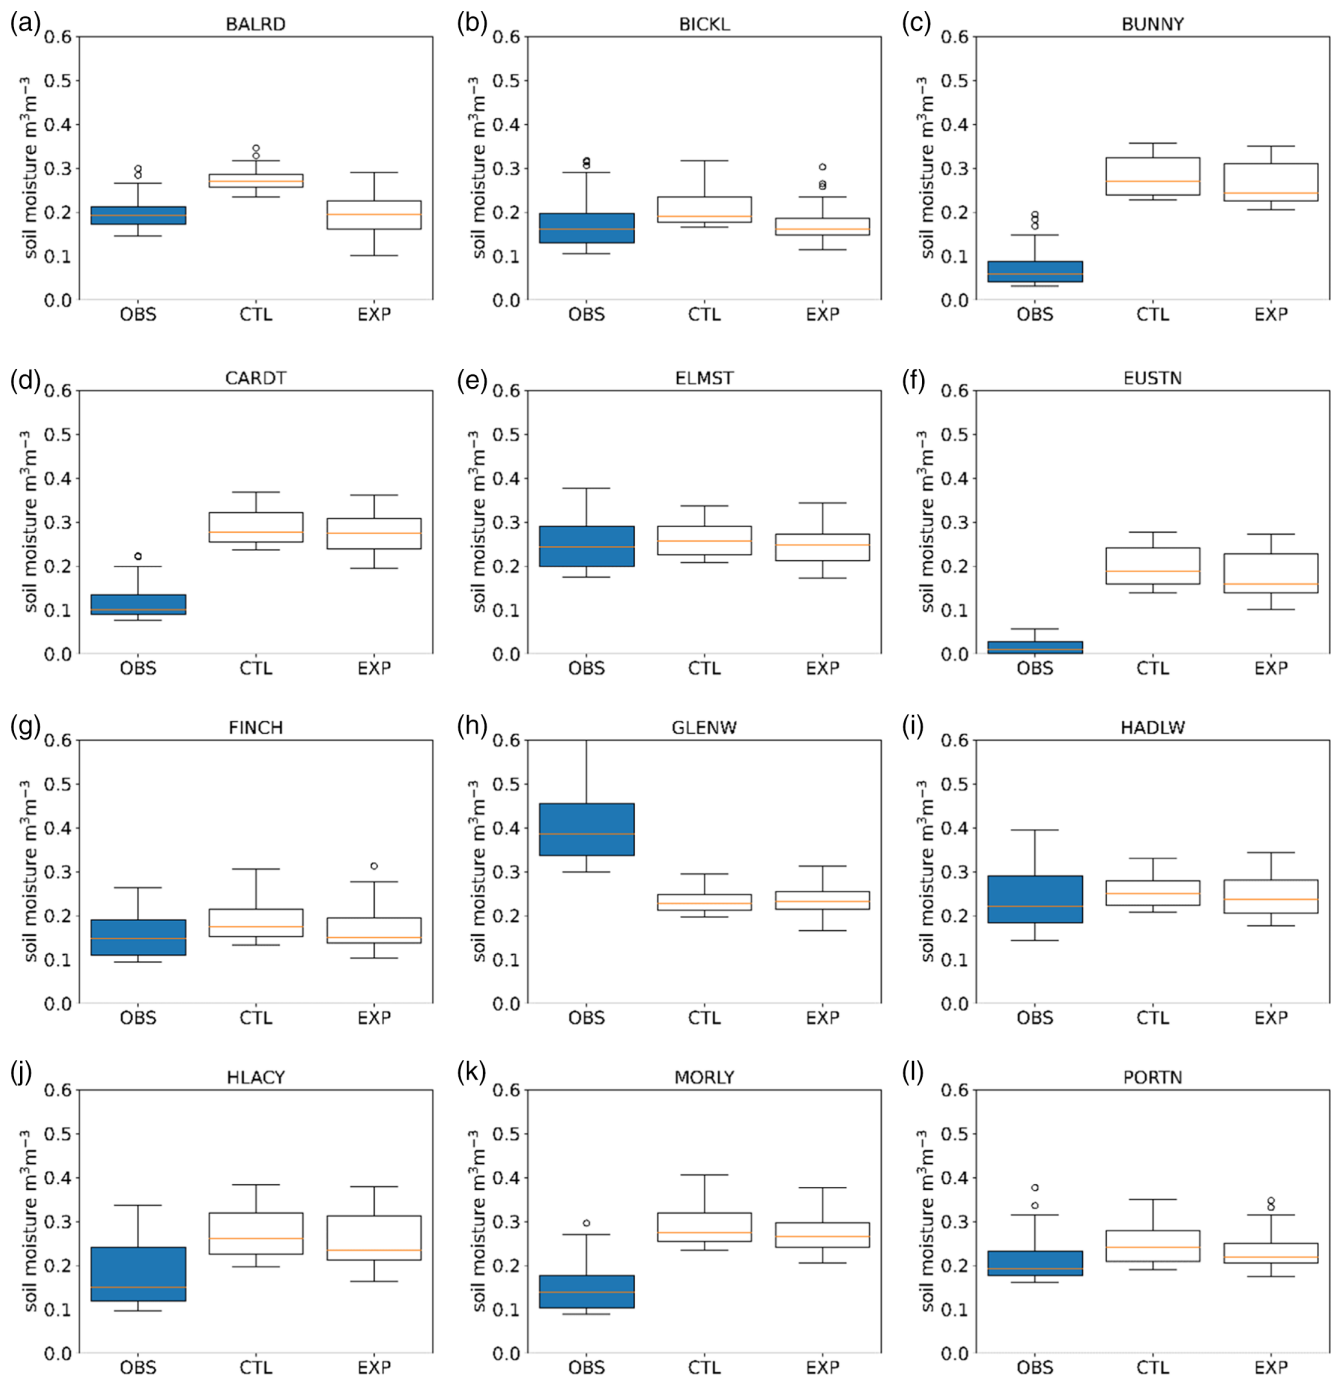 (a) BALRD
soil moisture m³m⁻³
0.6
0.5
0.4
0.3
0.2
0.1
0.0
OBS CTL EXP
(b) BICKL
soil moisture m³m⁻³
0.6
0.5
0.4
0.3
0.2
0.1
0.0
OBS CTL EXP
(c) BUNNY
soil moisture m³m⁻³
0.6
0.5
0.4
0.3
0.2
0.1
0.0
OBS CTL EXP
(d) CARDT
soil moisture m³m⁻³
0.6
0.5
0.4
0.3
0.2
0.1
0.0
OBS CTL EXP
(e) ELMST
soil moisture m³m⁻³
0.6
0.5
0.4
0.3
0.2
0.1
0.0
OBS CTL EXP
(f) EUSTN
soil moisture m³m⁻³
0.6
0.5
0.4
0.3
0.2
0.1
0.0
OBS CTL EXP
(g) FINCH
soil moisture m³m⁻³
0.6
0.5
0.4
0.3
0.2
0.1
0.0
OBS CTL EXP
(h) GLENW
soil moisture m³m⁻³
0.6
0.5
0.4
0.3
0.2
0.1
0.0
OBS CTL EXP
(i) HADLW
soil moisture m³m⁻³
0.6
0.5
0.4
0.3
0.2
0.1
0.0
OBS CTL EXP
(j) HLACY
soil moisture m³m⁻³
0.6
0.5
0.4
0.3
0.2
0.1
0.0
OBS CTL EXP
(k) MORLY
soil moisture m³m⁻³
0.6
0.5
0.4
0.3
0.2
0.1
0.0
OBS CTL EXP
(l) PORTN
soil moisture m³m⁻³
0.6
0.5
0.4
0.3
0.2
0.1
0.0
OBS CTL EXP